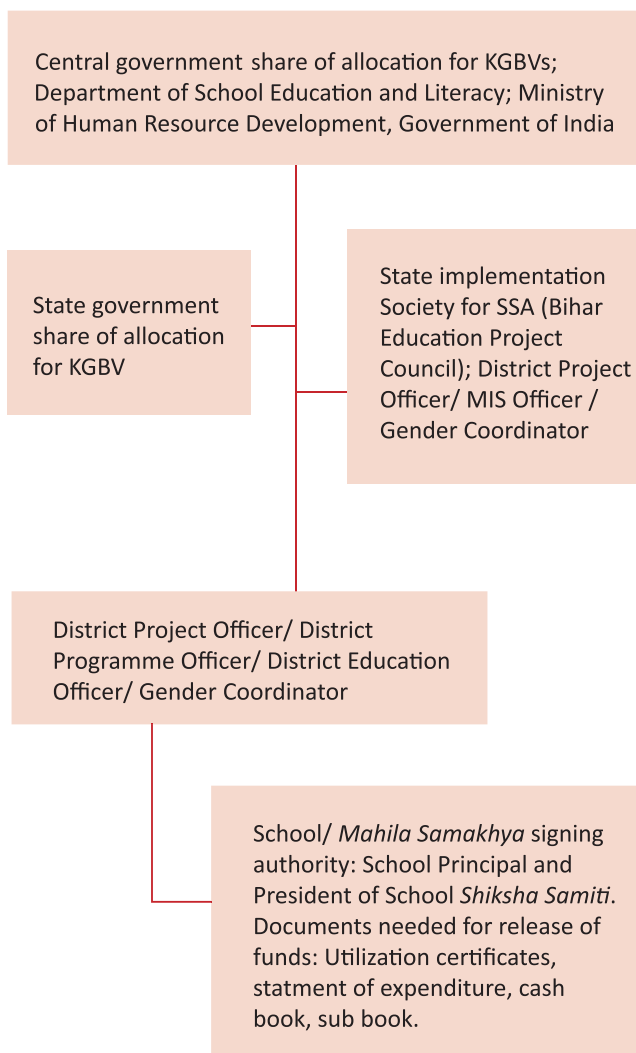 Central government share of allocation for KGBVs;
Department of School Education and Literacy; Ministry
of Human Resource Development, Government of India
State government
share of allocation
for KGBV
State implementation
Society for SSA (Bihar
Education Project
Council); District Project
Officer/ MIS Officer /
Gender Coordinator
District Project Officer/ District
Programme Officer/ District Education
Officer/ Gender Coordinator
School/ Mahila Samakhya signing
authority: School Principal and
President of School Shiksha Samiti.
Documents needed for release of
funds: Utilization certificates,
statment of expenditure, cash
book, sub book.